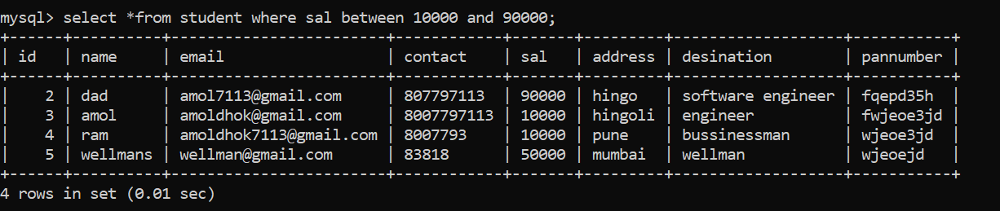 mysql> select *from student where sal between 10000 and 90000;
+------+----------+----------------------+------------+-------+---------+-------------------+-----------+
| id   | name     | email                | contact    | sal   | address | desination        | pannumber |
+------+----------+----------------------+------------+-------+---------+-------------------+-----------+
|    2 | dad      | amol7113@gmail.com   | 807797113  | 90000 | hingo   | software engineer | fqepd35h  |
|    3 | amol     | amoldhok@gmail.com   | 8007797113 | 10000 | hingoli | engineer          | fwjeoe3jd |
|    4 | ram      | amoldhok7113@gmail.com | 8007793    | 10000 | pune    | bussinessman      | wjeoe3jd  |
|    5 | wellmans | wellman@gmail.com    | 83818      | 50000 | mumbai  | wellman           | wjeoejd   |
+------+----------+----------------------+------------+-------+---------+-------------------+-----------+
4 rows in set (0.01 sec)